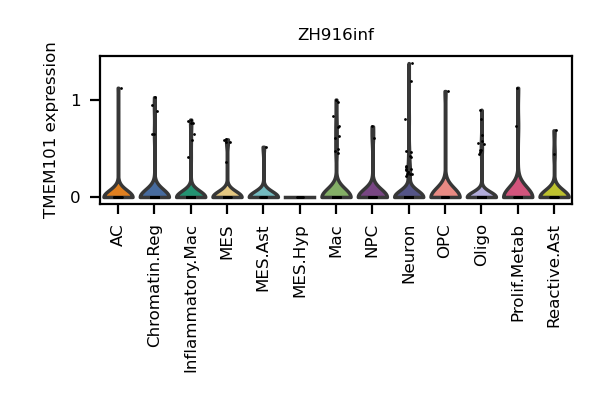 ZH916inf
TMEM101 expression
1
0
AC
Chromatin.Reg
Inflammatory.Mac
MES
MES.Ast
MES.Hyp
Mac
NPC
Neuron
OPC
Oligo
Prolif.Metab
Reactive.Ast